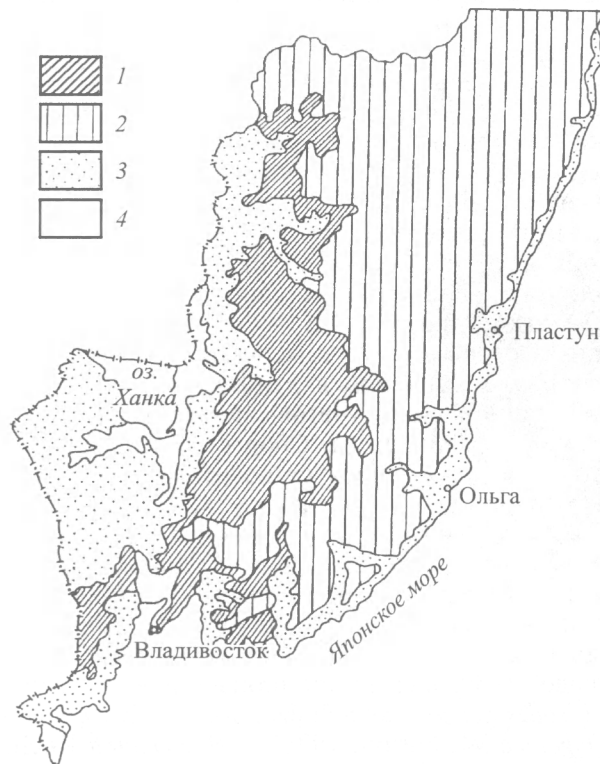 1
2
3
4
оз.
Ханка
Пластун
Ольга
Японское море
Владивосток